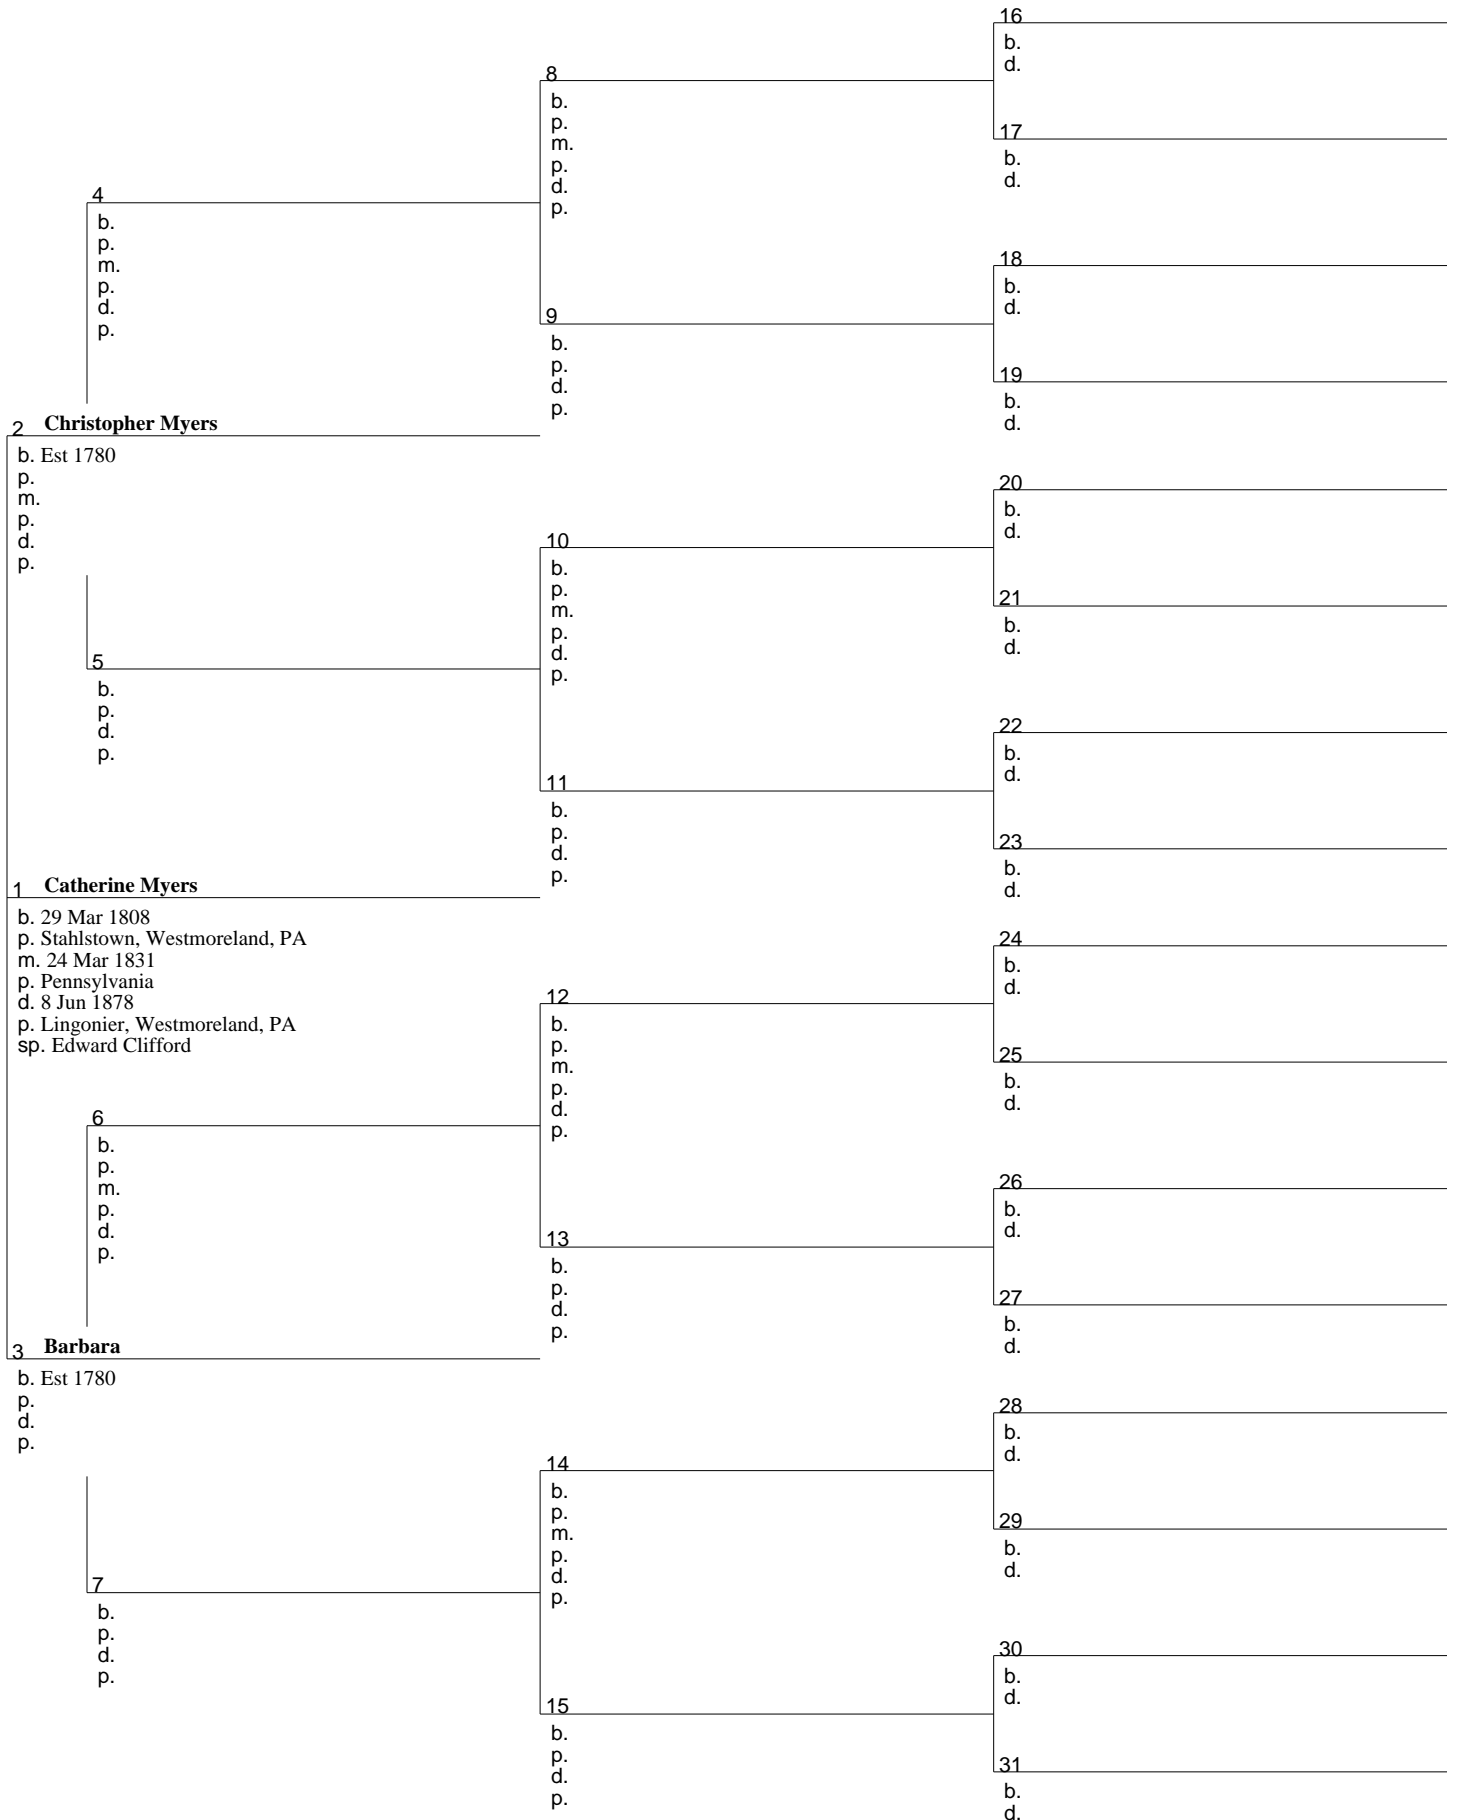 16
b.
d.
8
b.
p.
m.
p.
d.
p.
17
b.
d.
4
b.
p.
m.
p.
d.
p.
18
b.
d.
9
b.
p.
d.
p.
19
b.
d.
2 Christopher Myers
b. Est 1780
p.
m.
p.
d.
p.
20
b.
d.
10
b.
p.
m.
p.
d.
p.
21
b.
d.
5
b.
p.
d.
p.
22
b.
d.
11
b.
p.
d.
p.
23
b.
d.
1 Catherine Myers
b. 29 Mar 1808
p. Stahlstown, Westmoreland, PA
m. 24 Mar 1831
p. Pennsylvania
d. 8 Jun 1878
p. Lingonier, Westmoreland, PA
sp. Edward Clifford
24
b.
d.
12
b.
p.
m.
p.
d.
p.
25
b.
d.
6
b.
p.
m.
p.
d.
p.
26
b.
d.
13
b.
p.
d.
p.
27
b.
d.
3 Barbara
b. Est 1780
p.
d.
p.
28
b.
d.
14
b.
p.
m.
p.
d.
p.
29
b.
d.
7
b.
p.
d.
p.
30
b.
d.
15
b.
p.
d.
p.
31
b.
d.